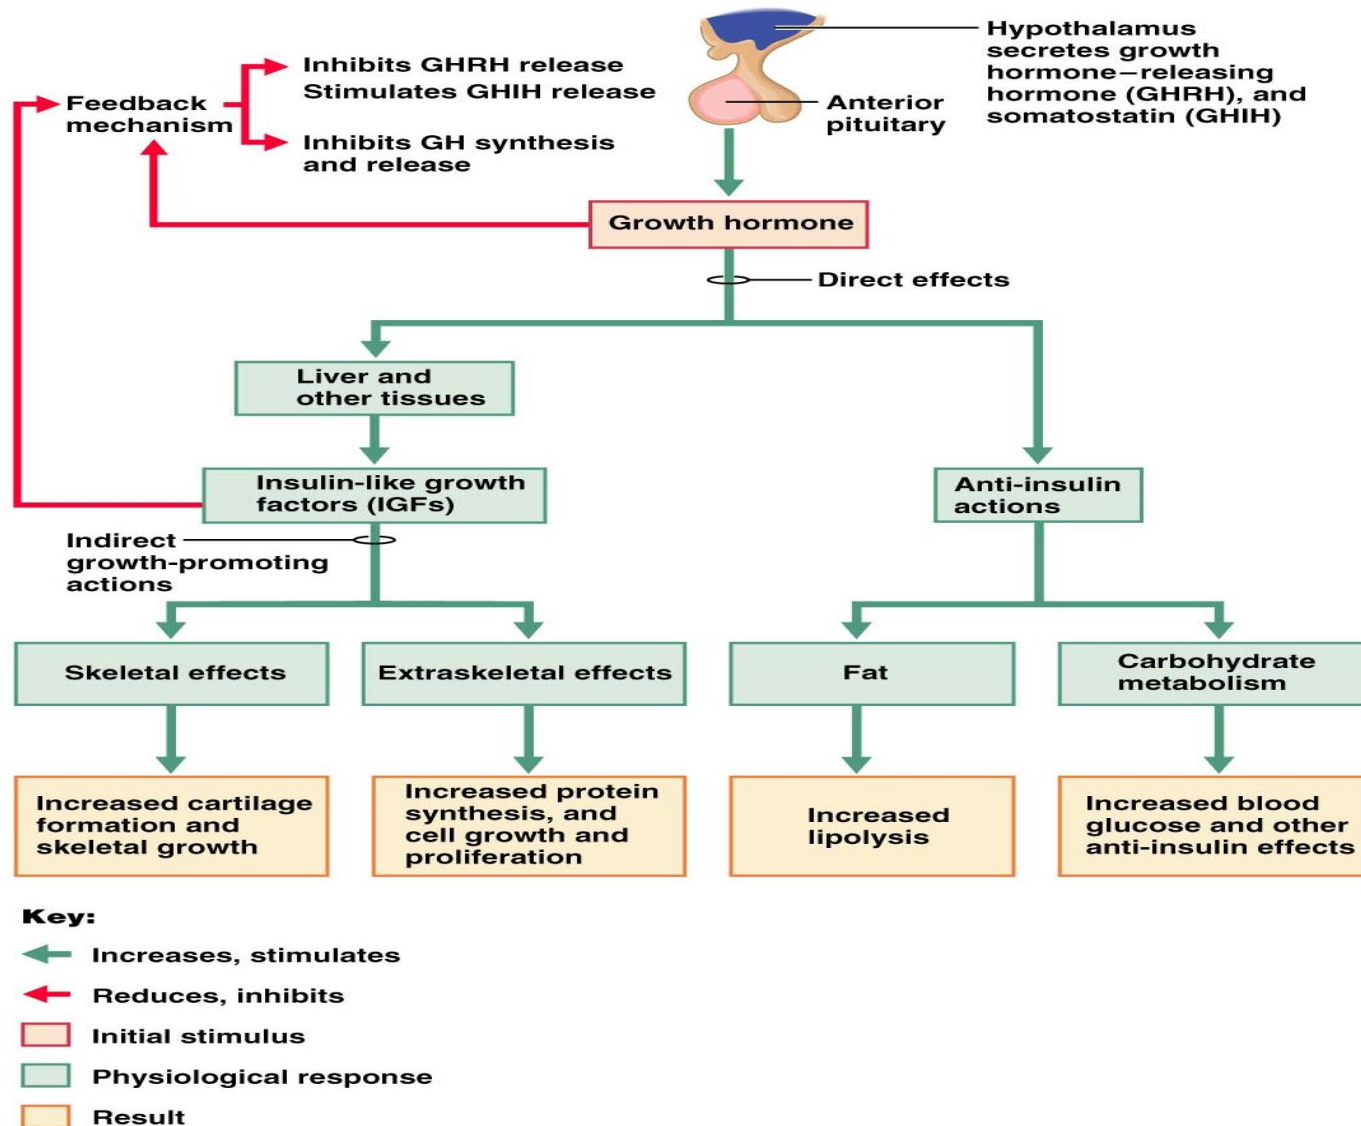 Hypothalamus
secretes growth
hormone–releasing
hormone (GHRH), and
somatostatin (GHIH)
Anterior
pituitary
Inhibits GHRH release
Stimulates GHIH release
Feedback
mechanism
Inhibits GH synthesis
and release
Growth hormone
Direct effects
Liver and
other tissues
Insulin-like growth
factors (IGFs)
Anti-insulin
actions
Indirect
growth-promoting
actions
Skeletal effects
Extraskeletal effects
Fat
Carbohydrate
metabolism
Increased cartilage
formation and
skeletal growth
Increased protein
synthesis, and
cell growth and
proliferation
Increased
lipolysis
Increased blood
glucose and other
anti-insulin effects
Key:
Increases, stimulates
Reduces, inhibits
Initial stimulus
Physiological response
Result